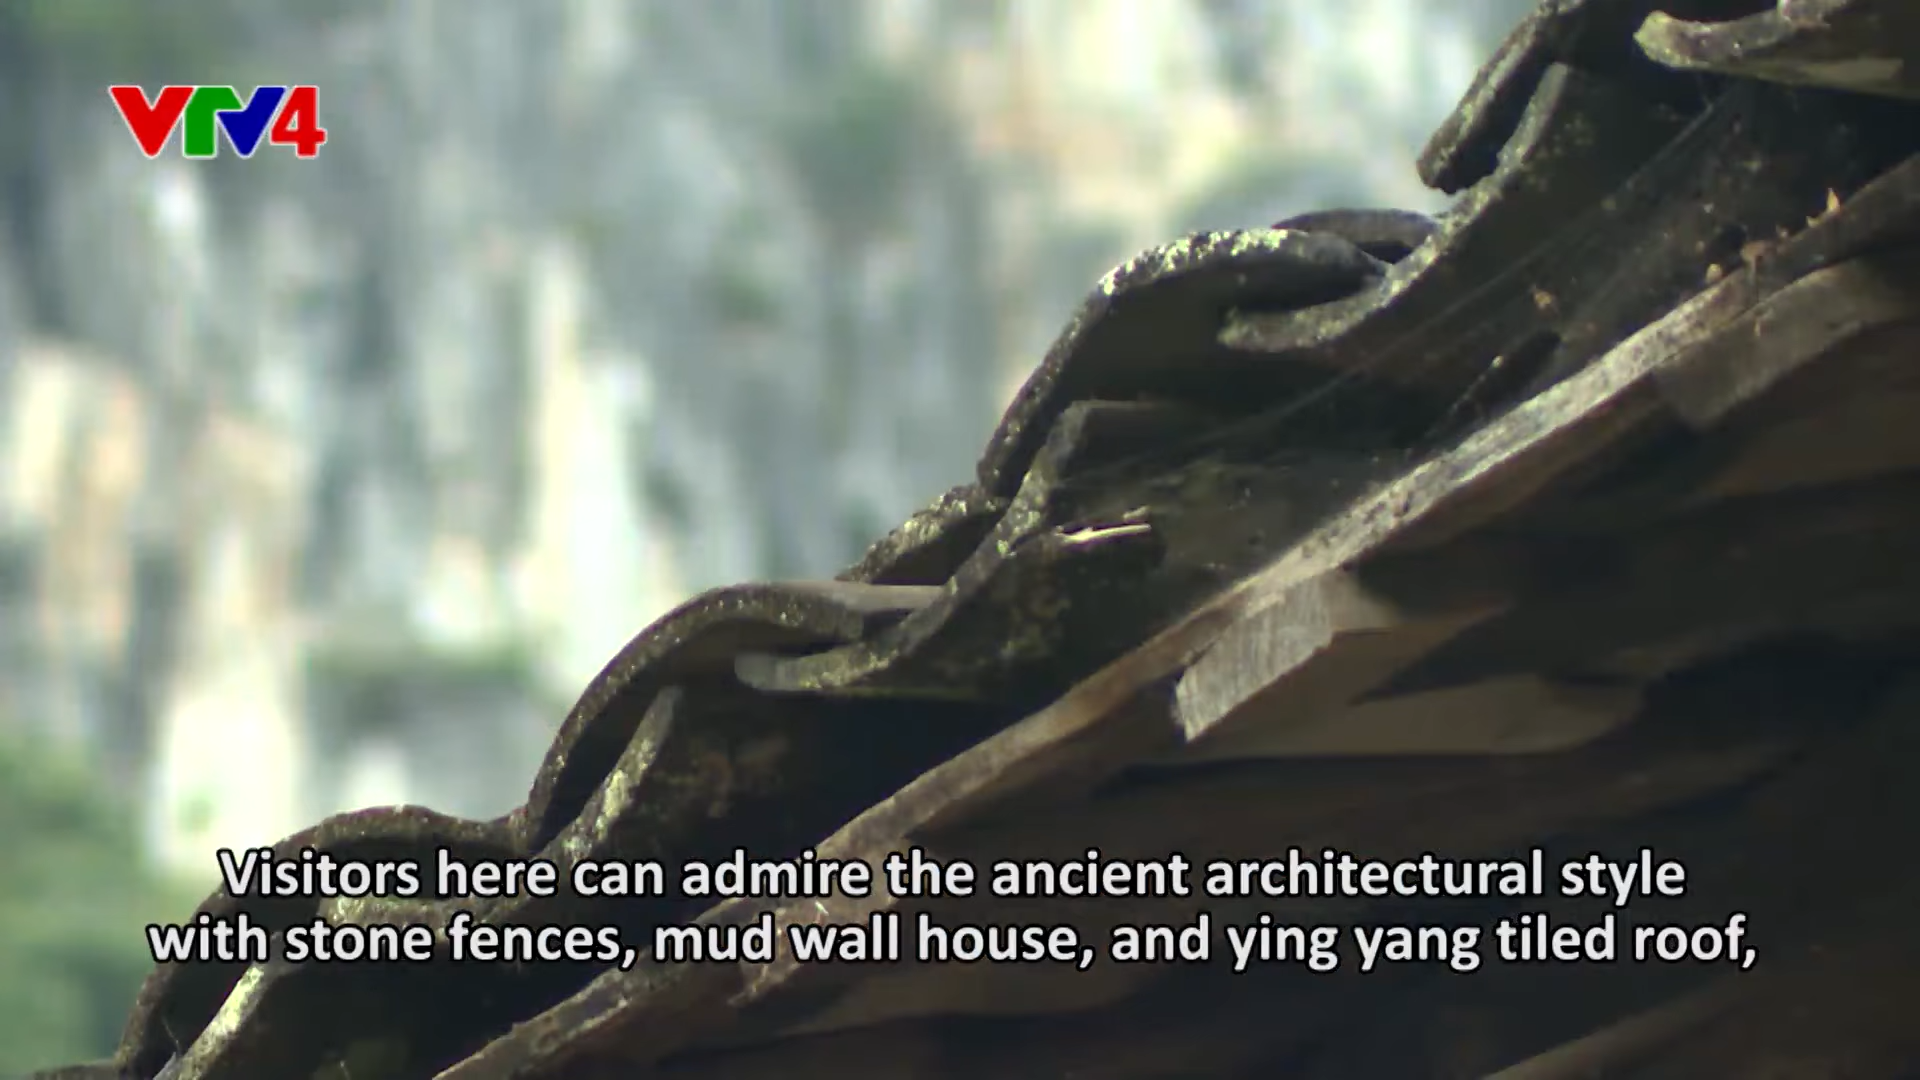 VTV4
Visitors here can admire the ancient architectural style
with stone fences, mud wall house, and ying yang tiled roof,